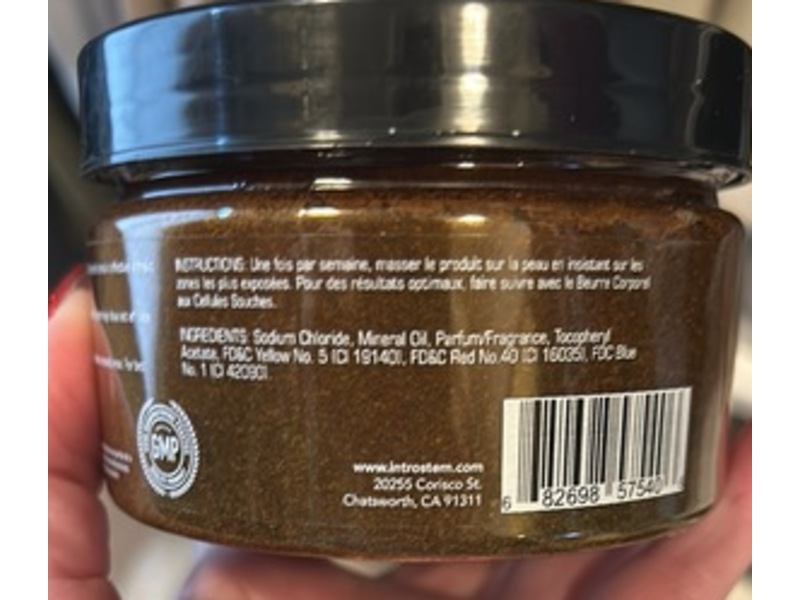 INSTRUCTIONS: Une fois par semaine, masser le produit sur la peau en insistant sur les
zones les plus exposées. Pour des résultats optimaux, faire suivre avec le Beurre Corporel
aux Cellules Souches.
INGREDIENTS: Sodium Chloride, Mineral Oil, Parfum/Fragrance, Tocopheryl
Acetate, FD&C Yellow No. 5 (CI 19140), FD&C Red No.40 (CI 16035), FDC Blue
No. 1 (CI 42090).
GMP
www.introstem.com
20255 Corisco St.
Chatsworth, CA 91311
6 82698 57540